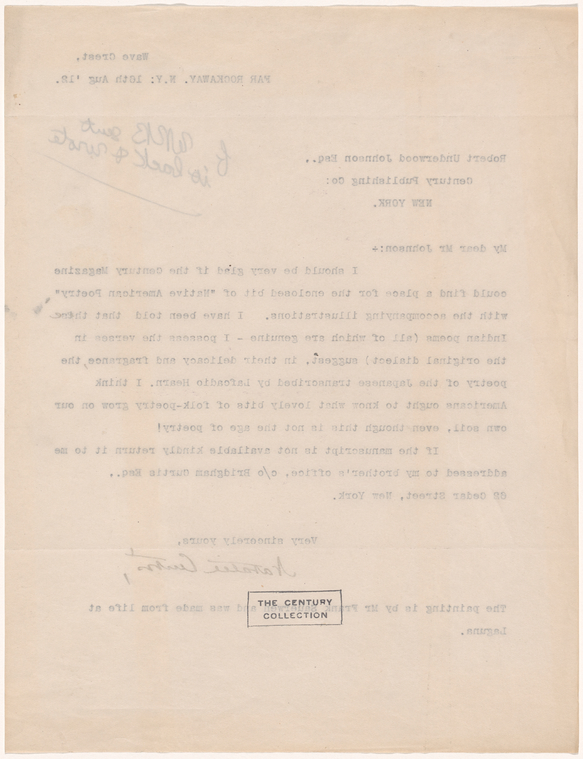 Wave Crest,
FAR ROCKAWAY. N.Y: 16th Aug '12.
URB sent
to back & wrote
Robert Underwood Johnson Esq.,.
Century Publishing Co:
NEW YORK.
My dear Mr Johnson:-
I should be very glad if the Century Magazine
could find a place for the enclosed bit of "Native American Poetry"
with the accompanying illustrations. I have been told that these
Indian poems (all of which are genuine - I possess the verses in
the original dialect) suggest, in their delicacy and fragrance, the
poetry of the Japanese transcribed by Lafcadio Hearn. I think
Americans ought to know what lovely bits of folk-poetry grow on our
own soil, even though this is not the age of poetry!
If the manuscript is not available kindly return it to me
addressed to my brother's office, c/o Bridgham Curtis Esq.,.
62 Cedar Street, New York.
Very sincerely yours,
Natalie Curtis,
The painting is by Mr Frank and was made from life at
Laguna.
THE CENTURY
COLLECTION